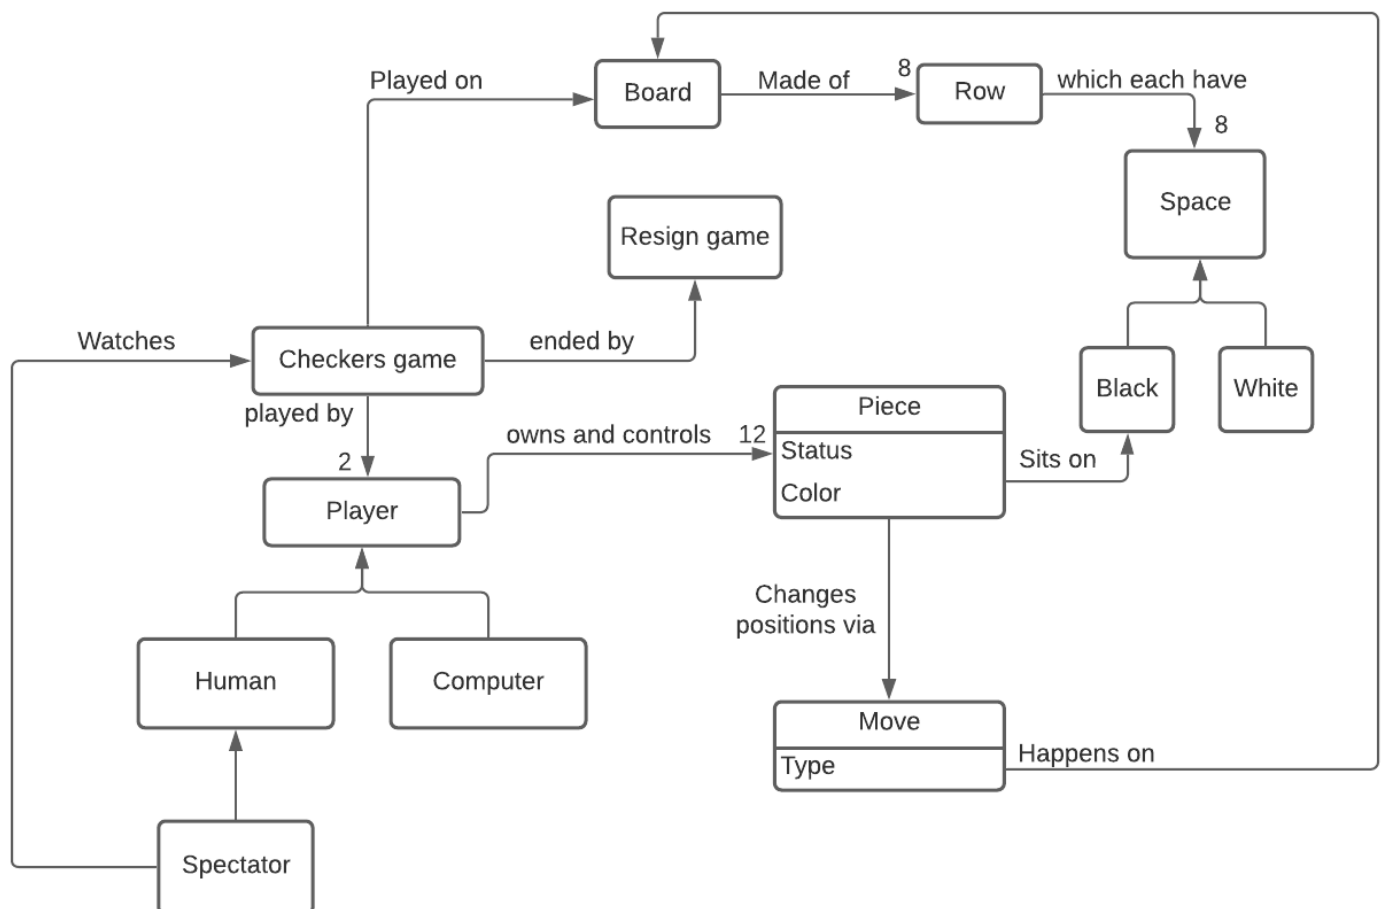 Played on
Board
Made of
8
Row
which each have
8
Space
Resign game
Watches
Checkers game
ended by
played by
2
Player
owns and controls
12
Piece
Status
Color
Sits on
Black
White
Changes
positions via
Human
Computer
Move
Type
Happens on
Spectator